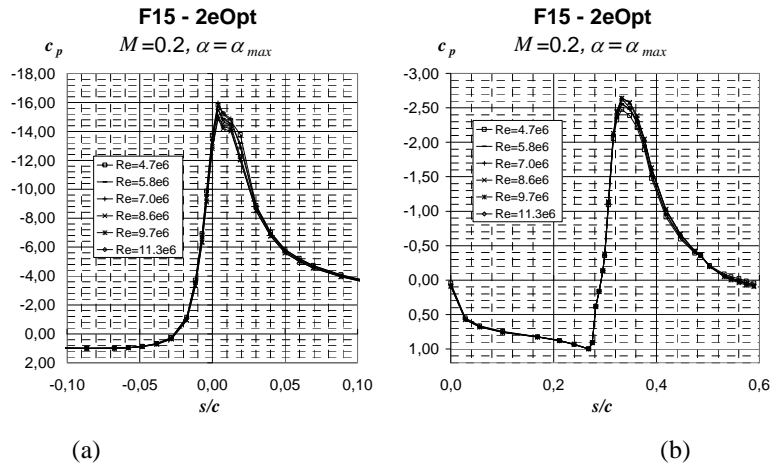 F15 - 2eOpt
c_p M=0.2, α=α_max
-18,00
-16,00
-14,00
-12,00
-10,00
-8,00
-6,00
-4,00
-2,00
0,00
2,00
Re=4.7e6
Re=5.8e6
Re=7.0e6
Re=8.6e6
Re=9.7e6
Re=11.3e6
-0,10 -0,05 0,00 0,05 0,10
s/c
(a)
F15 - 2eOpt
c_p M=0.2, α=α_max
-3,00
-2,50
-2,00
-1,50
-1,00
-0,50
0,00
0,50
1,00
Re=4.7e6
Re=5.8e6
Re=7.0e6
Re=8.6e6
Re=9.7e6
Re=11.3e6
0,0 0,2 0,4 0,6
s/c
(b)